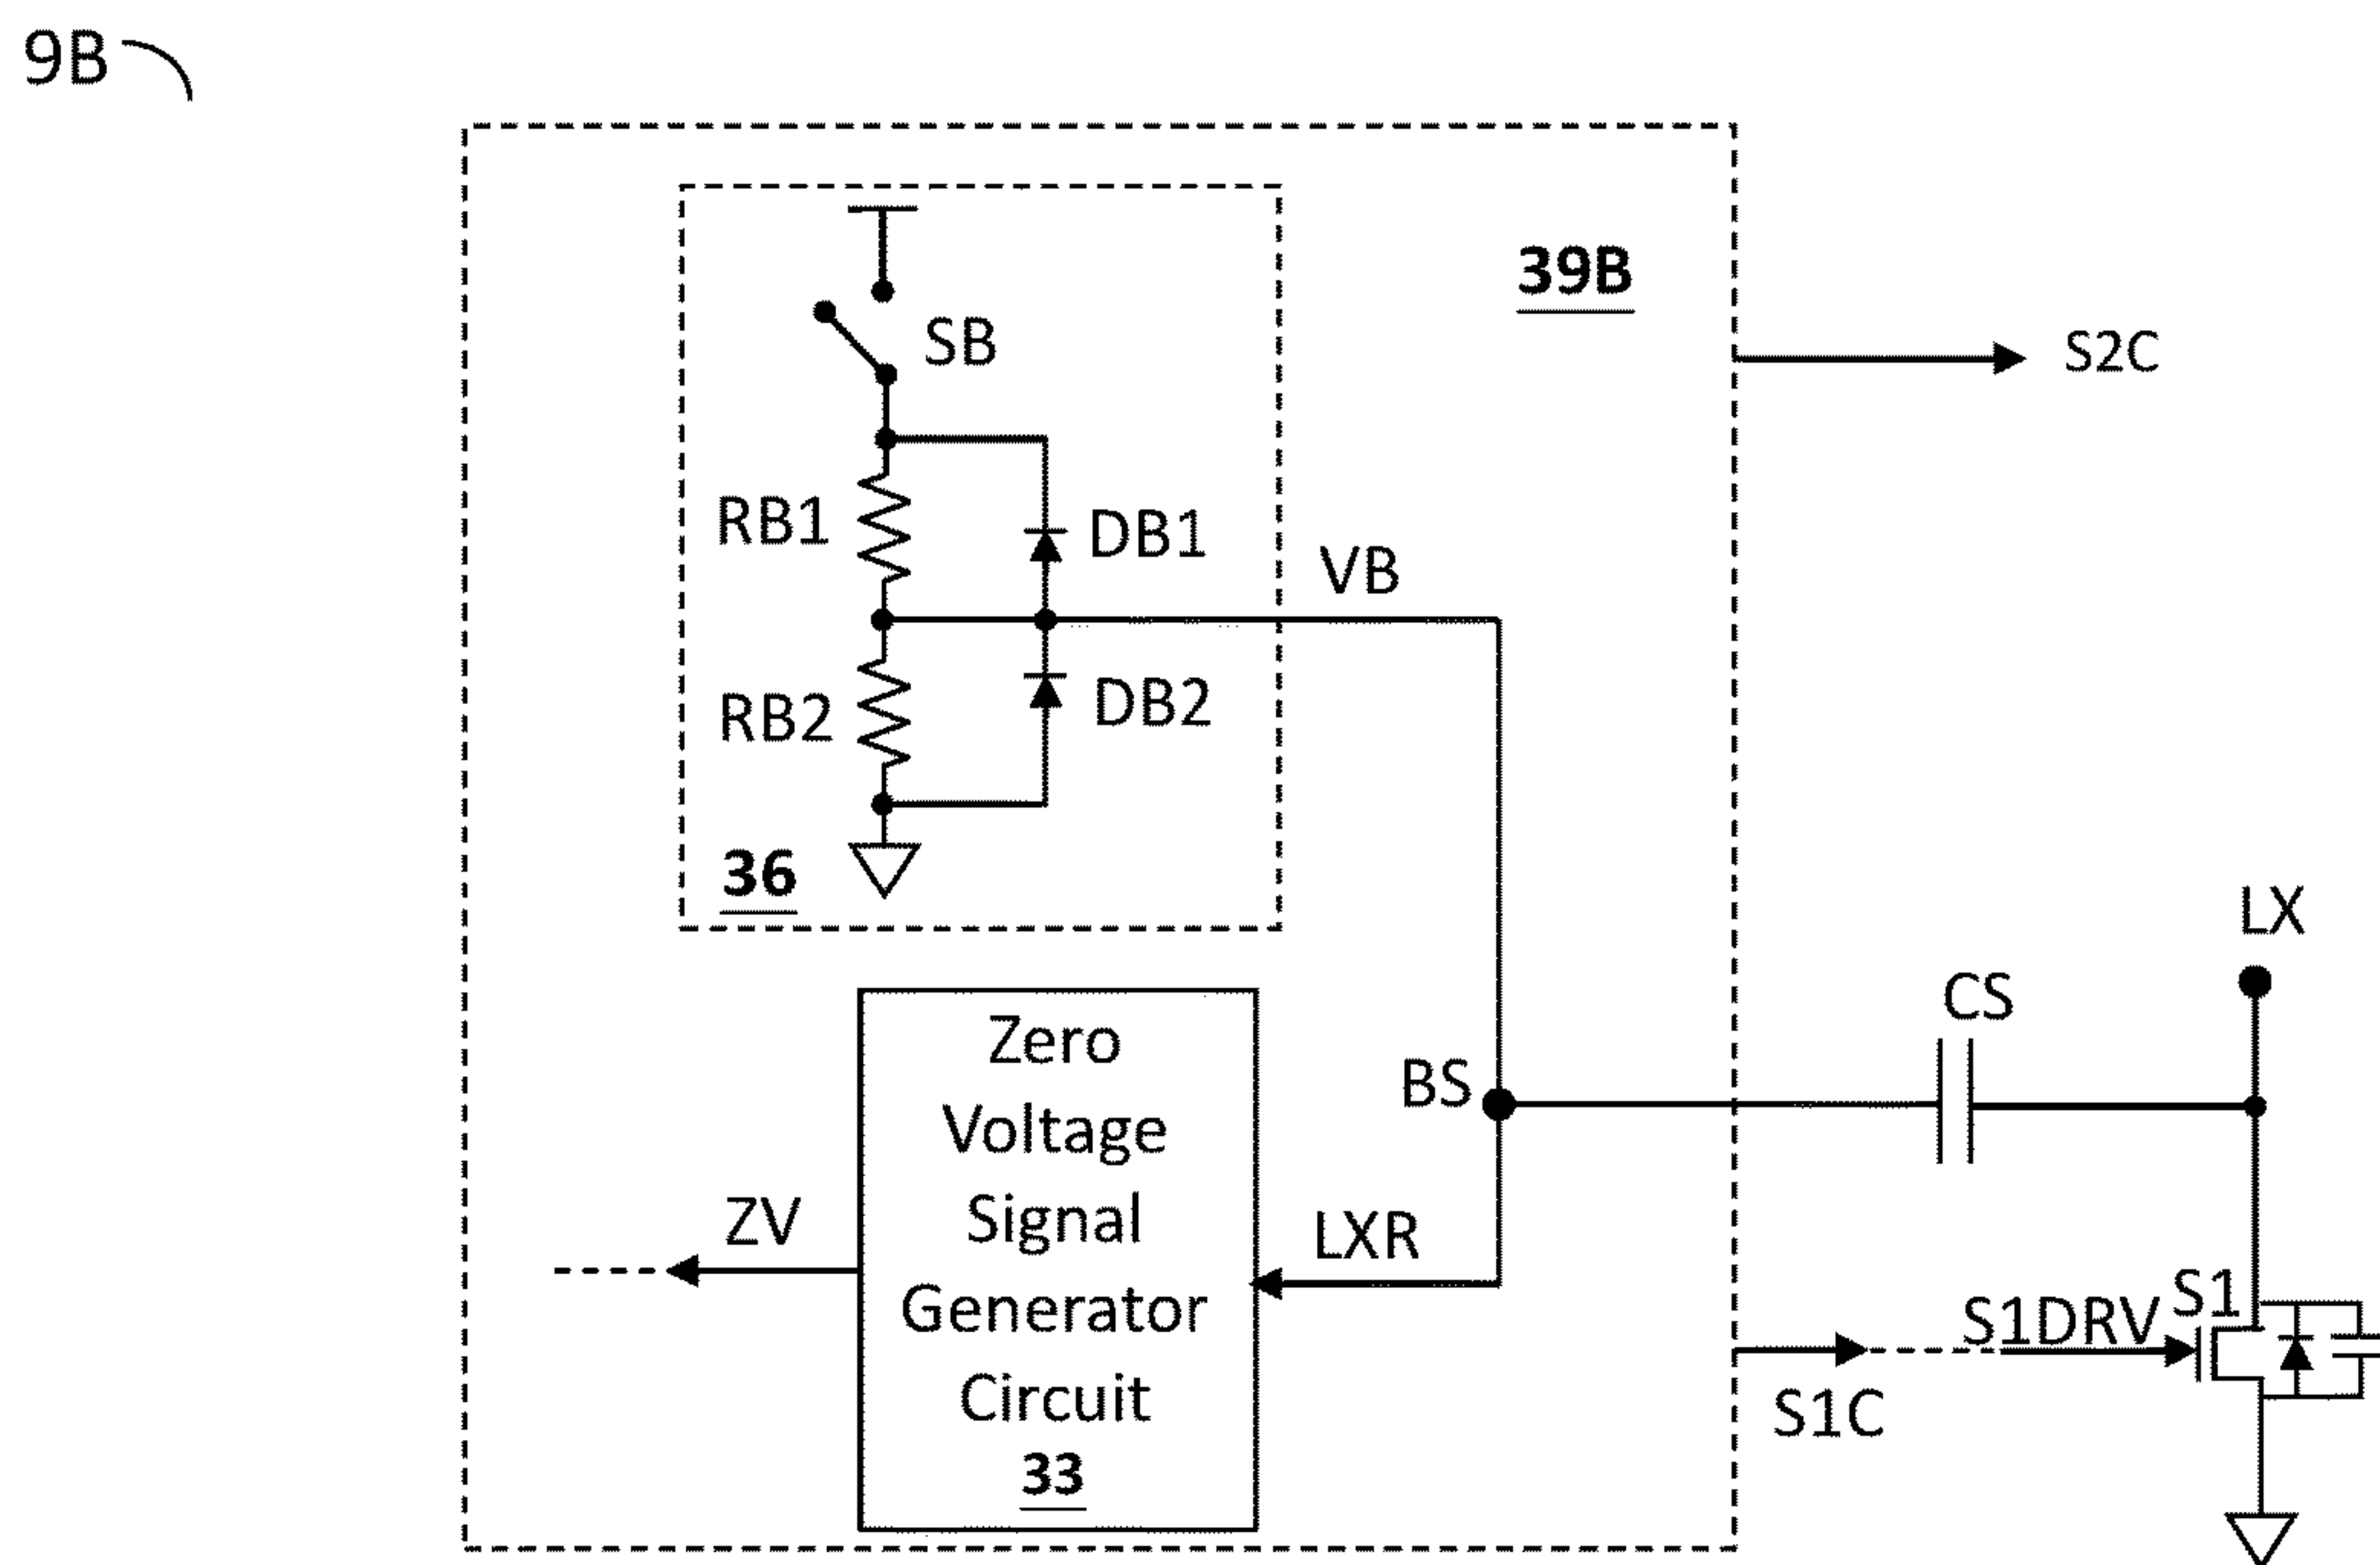 9B
39B
SB
S2C
RB1
DB1
VB
RB2
DB2
36
LX
CS
Zero
Voltage
Signal
Generator
Circuit
33
BS
ZV
LXR
S1DRV
S1
S1C